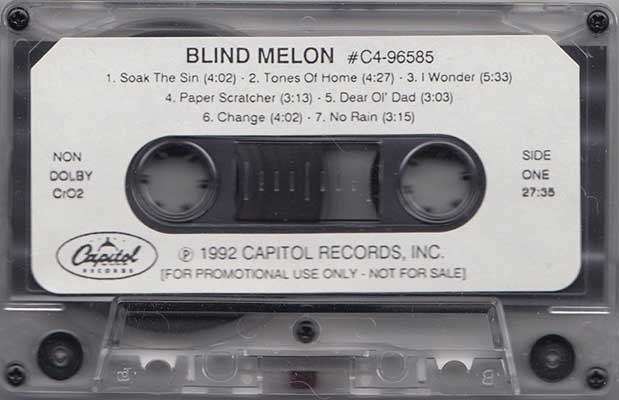 BLIND MELON #C4-96585
1. Soak The Sin (4:02) - 2. Tones Of Home (4:27) - 3. I Wonder (5:33)
4. Paper Scratcher (3:13) - 5. Dear Ol' Dad (3:03)
6. Change (4:02) - 7. No Rain (3:15)
NON
DOLBY
CrO2
SIDE
ONE
27:35
Capitol
RECORDS
℗ 1992 CAPITOL RECORDS, INC.
[FOR PROMOTIONAL USE ONLY - NOT FOR SALE]